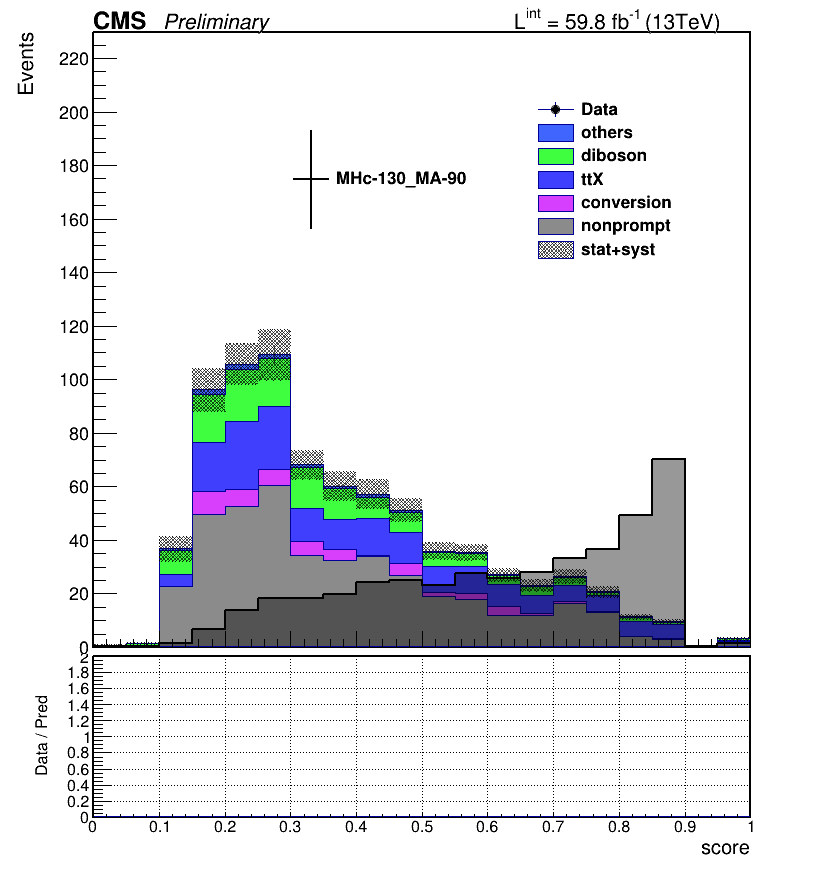 CMS Preliminary L^int = 59.8 fb^-1 (13TeV)
Events
220
200
180
160
140
120
100
80
60
40
20
0
MHc-130_MA-90
Data
others
diboson
ttX
conversion
nonprompt
stat+syst
Data / Pred
2
1.8
1.6
1.4
1.2
1
0.8
0.6
0.4
0.2
0
0 0.1 0.2 0.3 0.4 0.5 0.6 0.7 0.8 0.9 1
score